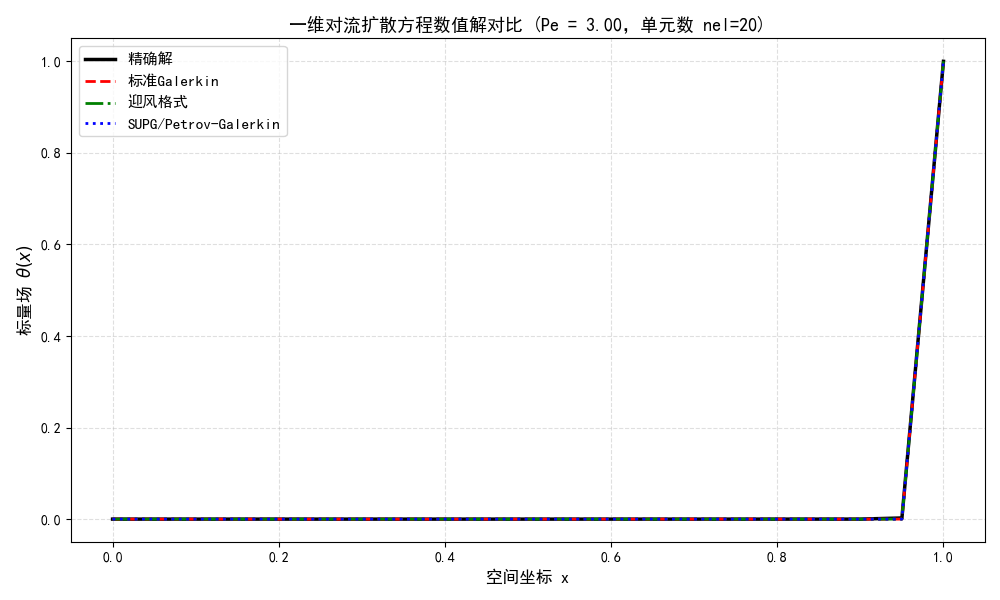 一维对流扩散方程数值解对比 (Pe = 3.00，单元数 nel=20)
精确解
标准Galerkin
迎风格式
SUPG/Petrov-Galerkin
标量场 θ(x)
1.0
0.8
0.6
0.4
0.2
0.0
0.0 0.2 0.4 0.6 0.8 1.0
空间坐标 x